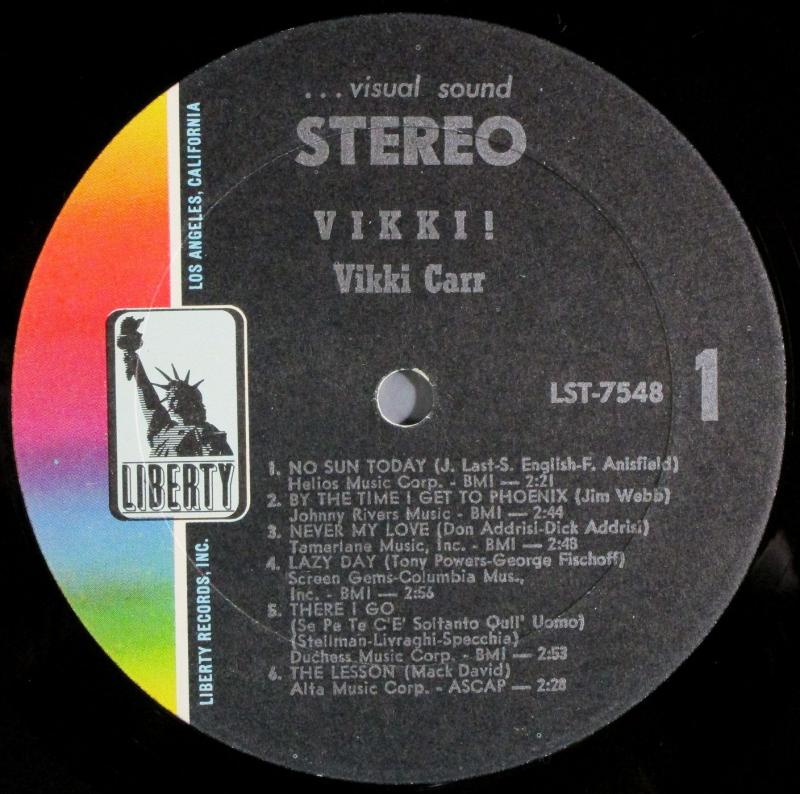 ...visual sound
STEREO
VIKKI!
Vikki Carr
LOS ANGELES, CALIFORNIA
LIBERTY
LIBERTY RECORDS, INC.
LST-7548
1
1. NO SUN TODAY (J. Last-S. English-F. Anisfield)
Helios Music Corp. - BMI — 2:21
2. BY THE TIME I GET TO PHOENIX (Jim Webb)
Johnny Rivers Music - BMI — 2:44
3. NEVER MY LOVE (Don Addrisi-Dick Addrisi)
Tamerlane Music, Inc. - BMI — 2:48
4. LAZY DAY (Tony Powers-George Fischoff)
Screen Gems-Columbia Mus.,
Inc. - BMI — 2:56
5. THERE I GO
(Se Pe Te C'E' Soltanto Qull' Uomo)
(Stellman-Livraghi-Specchia)
Duchess Music Corp. - BMI — 2:53
6. THE LESSON (Mack David)
Alta Music Corp. - ASCAP — 2:28